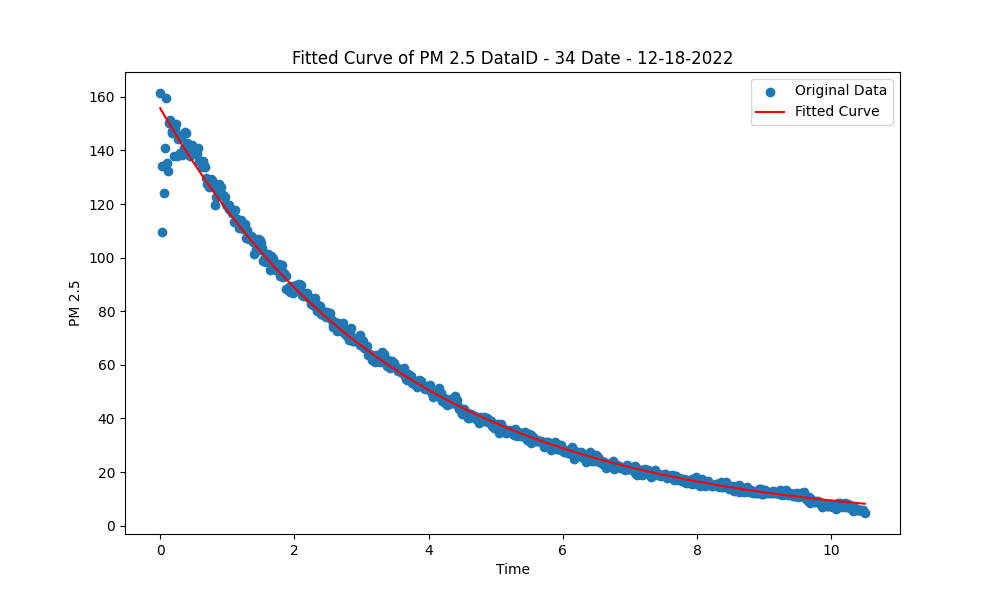 Fitted Curve of PM 2.5 DataID - 34 Date - 12-18-2022
Original Data
Fitted Curve
160
140
120
100
80
60
40
20
0
PM 2.5
0 2 4 6 8 10
Time